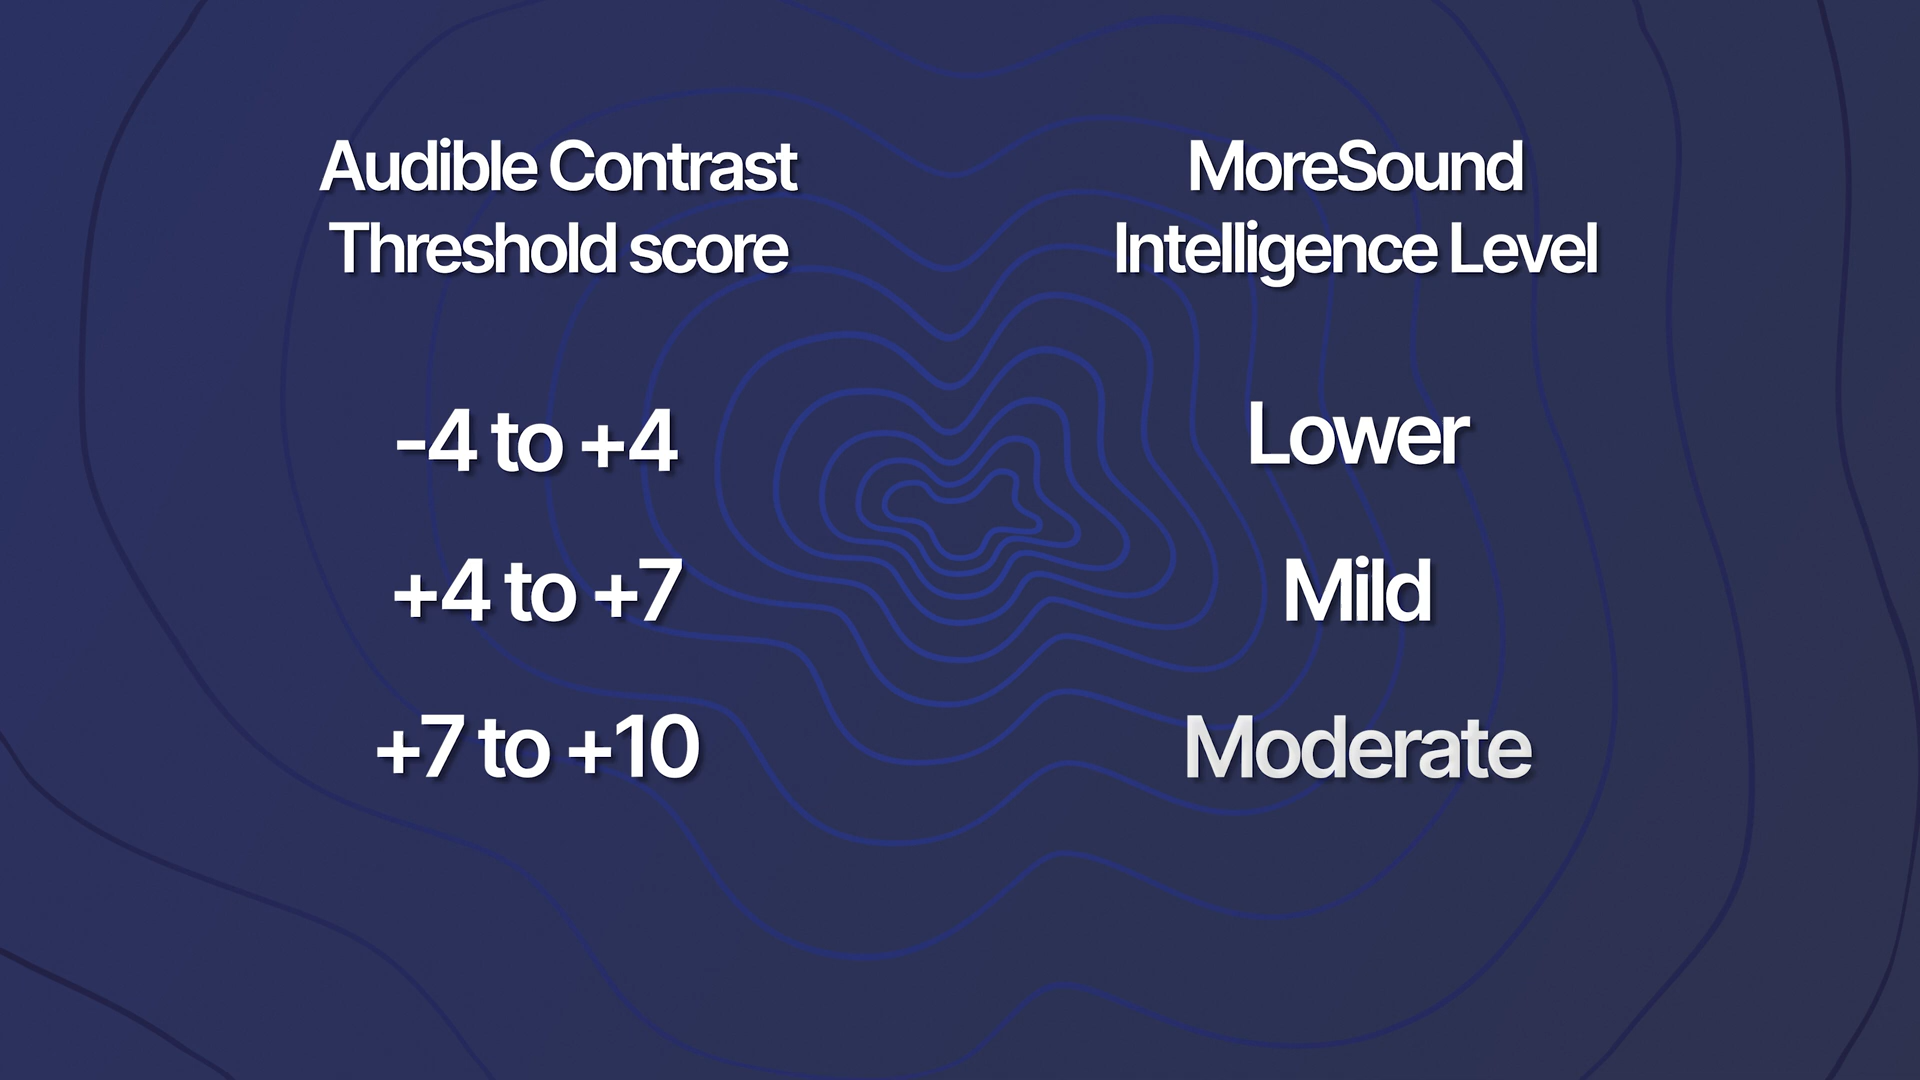 Audible Contrast
Threshold score
MoreSound
Intelligence Level
-4 to +4
Lower
+4 to +7
Mild
+7 to +10
Moderate